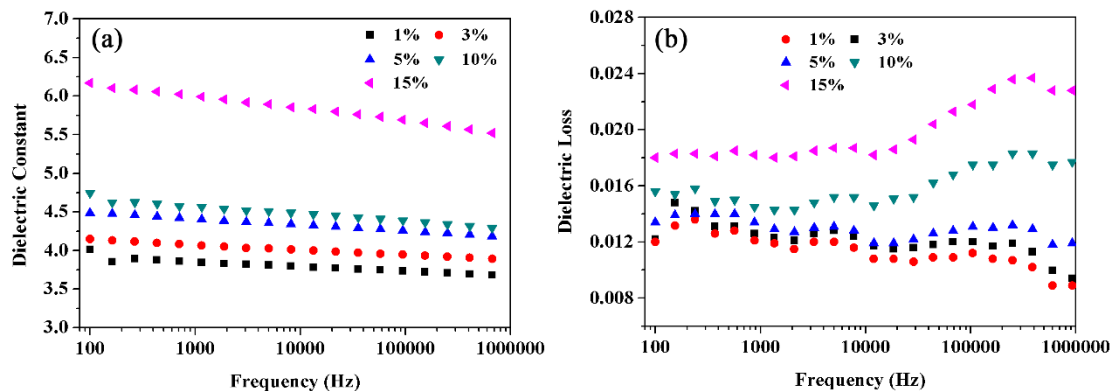 (a)
1% 3%
5% 10%
15%
7.0
6.5
6.0
5.5
5.0
4.5
4.0
3.5
3.0
Dielectric Constant
100 1000 10000 100000 1000000
Frequency (Hz)
(b)
1% 3%
5% 10%
15%
0.028
0.024
0.020
0.016
0.012
0.008
Dielectric Loss
100 1000 10000 100000 1000000
Frequency (Hz)